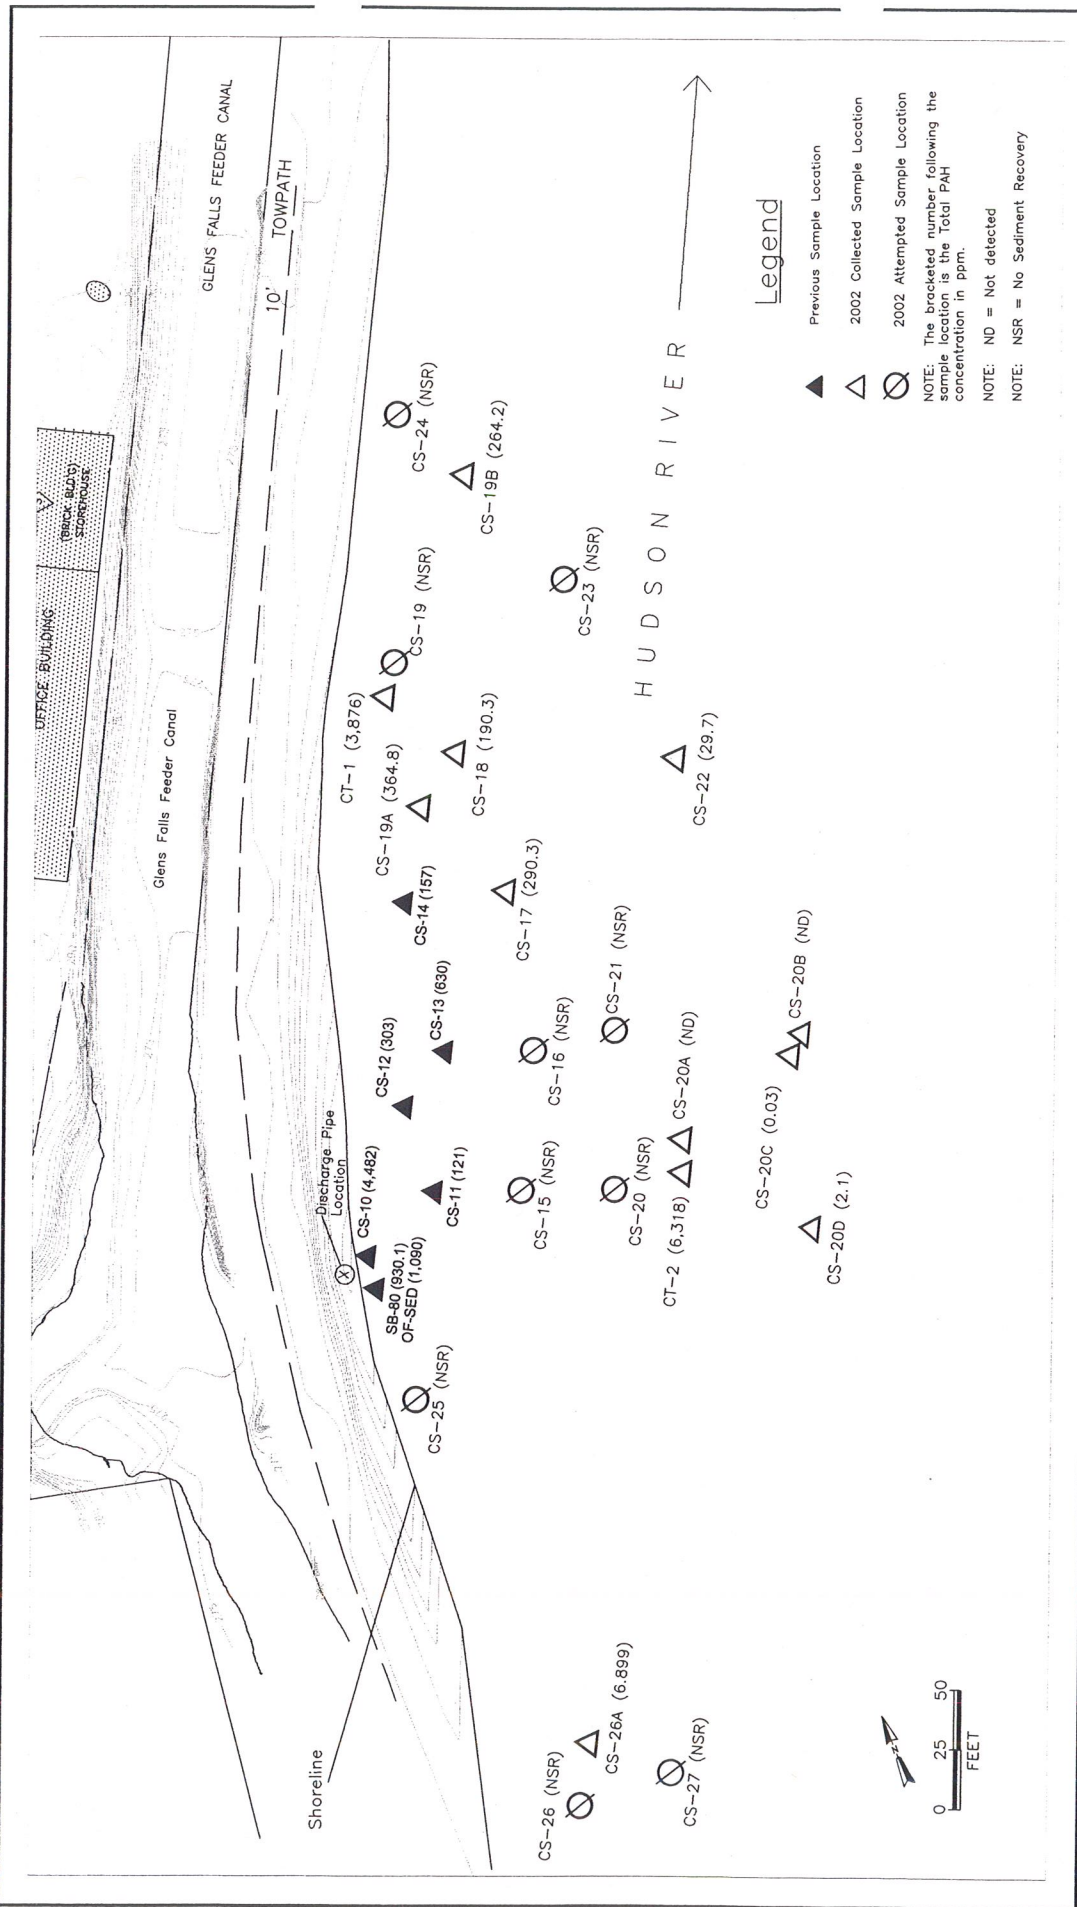 OFFICE BUILDING
(BRICK BLD'G)
STOREHOUSE
GLENS FALLS FEEDER CANAL
Glens Falls Feeder Canal
10'
TOWPATH
Discharge Pipe
Location
X
Shoreline
CS-24 (NSR)
CS-19B (264.2)
CS-19 (NSR)
CS-23 (NSR)
CT-1 (3,876)
CS-19A (364.8)
CS-18 (190.3)
CS-22 (29.7)
CS-14 (157)
CS-17 (290.3)
CS-13 (630)
CS-12 (303)
CS-16 (NSR)
CS-21 (NSR)
CS-20B (ND)
CS-20A (ND)
CS-20C (0.03)
CS-10 (4,482)
CS-11 (121)
CS-15 (NSR)
CS-20 (NSR)
CT-2 (6,318)
CS-20D (2.1)
SB-80 (930.1)
OF-SED (1,090)
CS-25 (NSR)
CS-26 (NSR)
CS-26A (6.899)
CS-27 (NSR)
HUDSON RIVER
Legend
Previous Sample Location
2002 Collected Sample Location
2002 Attempted Sample Location
NOTE: The bracketed number following the
sample location is the Total PAH
concentration in ppm.
NOTE: ND = Not detected
NOTE: NSR = No Sediment Recovery
N
0 25 50
FEET